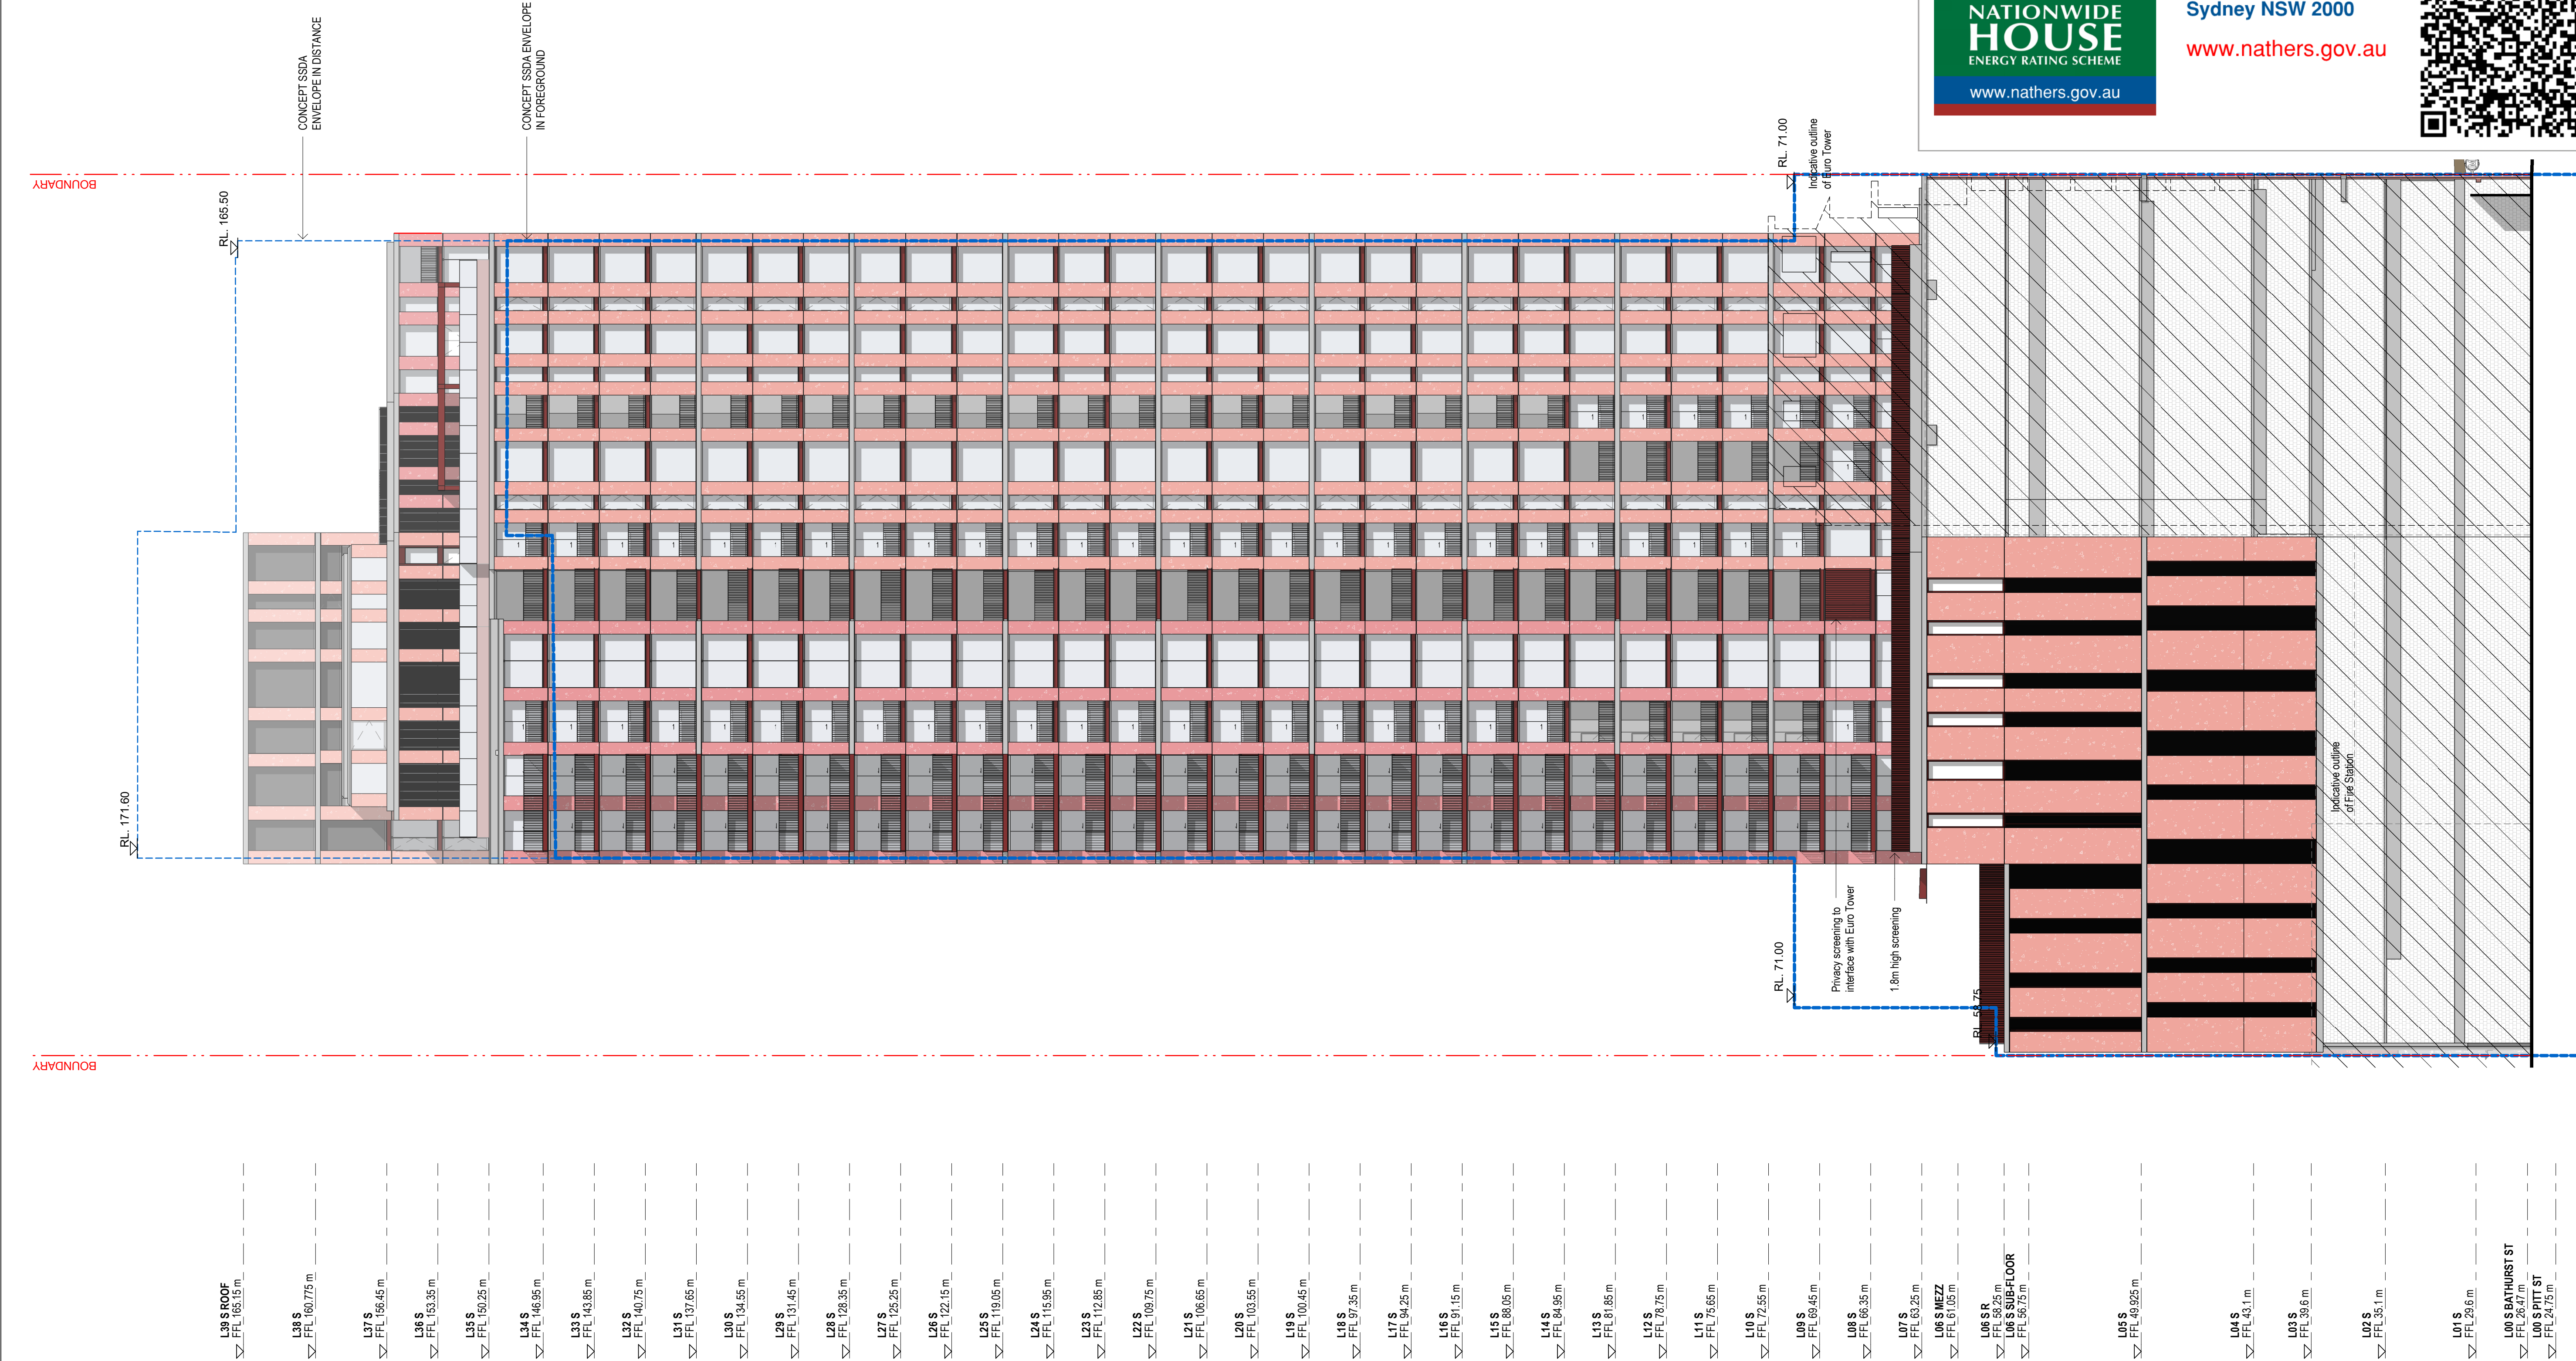 CONCEPT SSDA
ENVELOPE IN DISTANCE
CONCEPT SSDA ENVELOPE
IN FOREGROUND
NATIONWIDE
HOUSE
ENERGY RATING SCHEME
www.nathers.gov.au
Sydney NSW 2000
www.nathers.gov.au
BOUNDARY
RL. 165.50
RL. 71.00
Indicative outline
of Euro Tower
RL. 171.60
Privacy screening to
interface with Euro Tower
1.8m high screening
RL. 71.00
RL. 58.75
Indicative outline
of Fire Station
BOUNDARY
L39 S ROOF
FFL 165.15 m
L38 S
FFL 160.775 m
L37 S
FFL 156.45 m
L36 S
FFL 153.35 m
L35 S
FFL 150.25 m
L34 S
FFL 146.95 m
L33 S
FFL 143.85 m
L32 S
FFL 140.75 m
L31 S
FFL 137.65 m
L30 S
FFL 134.55 m
L29 S
FFL 131.45 m
L28 S
FFL 128.35 m
L27 S
FFL 125.25 m
L26 S
FFL 122.15 m
L25 S
FFL 119.05 m
L24 S
FFL 115.95 m
L23 S
FFL 112.85 m
L22 S
FFL 109.75 m
L21 S
FFL 106.65 m
L20 S
FFL 103.55 m
L19 S
FFL 100.45 m
L18 S
FFL 97.35 m
L17 S
FFL 94.25 m
L16 S
FFL 91.15 m
L15 S
FFL 88.05 m
L14 S
FFL 84.95 m
L13 S
FFL 81.85 m
L12 S
FFL 78.75 m
L11 S
FFL 75.65 m
L10 S
FFL 72.55 m
L09 S
FFL 69.45 m
L08 S
FFL 66.35 m
L07 S
FFL 63.25 m
L06 MEZZ
FFL 61.05 m
L06 S R
FFL 58.25 m
L06 S SUB-FLOOR
FFL 56.75 m
L05 S
FFL 49.925 m
L04 S
FFL 43.1 m
L03 S
FFL 39.6 m
L02 S
FFL 35.1 m
L01 S
FFL 29.6 m
L00 S BATHURST ST
FFL 26.47 m
L00 S PITT ST
FFL 24.75 m